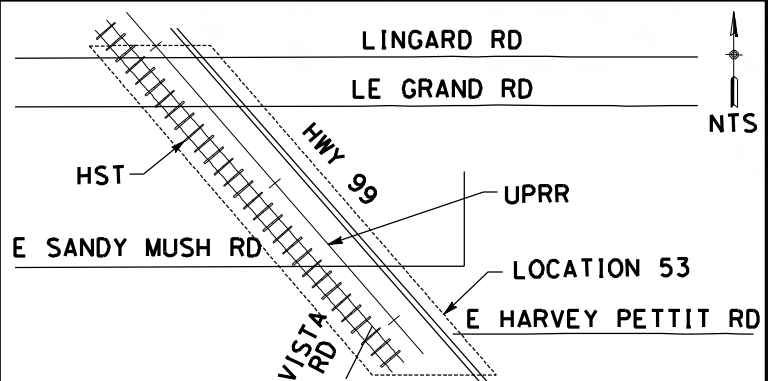 LINGARD RD
LE GRAND RD
NTS
HWY 99
HST
UPRR
E SANDY MUSH RD
LOCATION 53
E HARVEY PETTIT RD
VISTA
RD